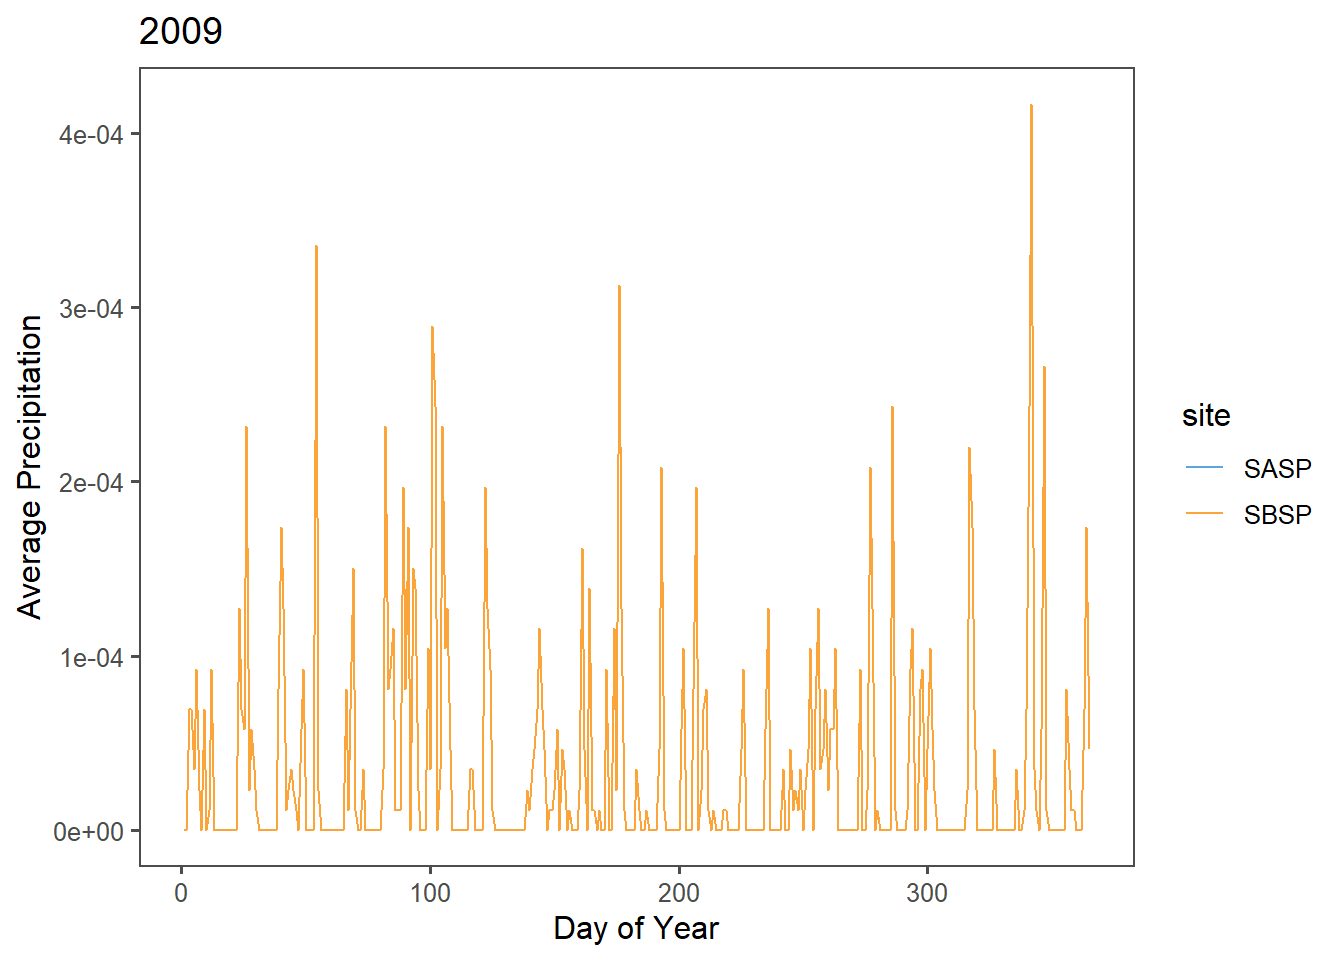 2009
4e-04
3e-04
2e-04
1e-04
0e+00
Average Precipitation
0
100
200
300
Day of Year
site
SASP
SBSP